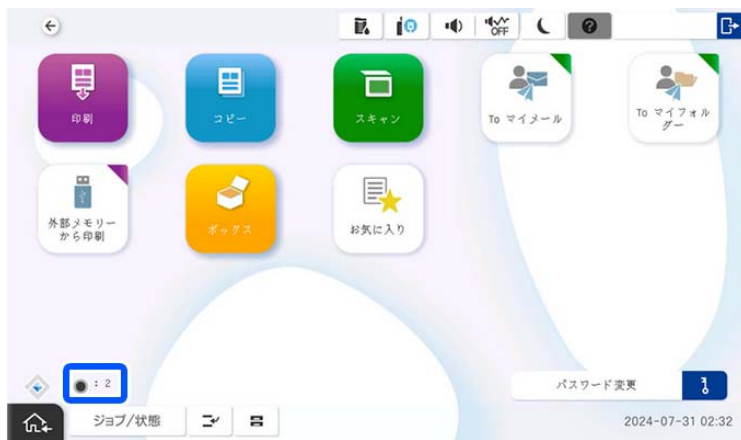 OFF
?
印刷
コピー
スキャン
To マイメール
To マイフォル
ダー
外部メモリー
から印刷
ボックス
お気に入り
: 2
パスワード変更
ジョブ/状態
2024-07-31 02:32